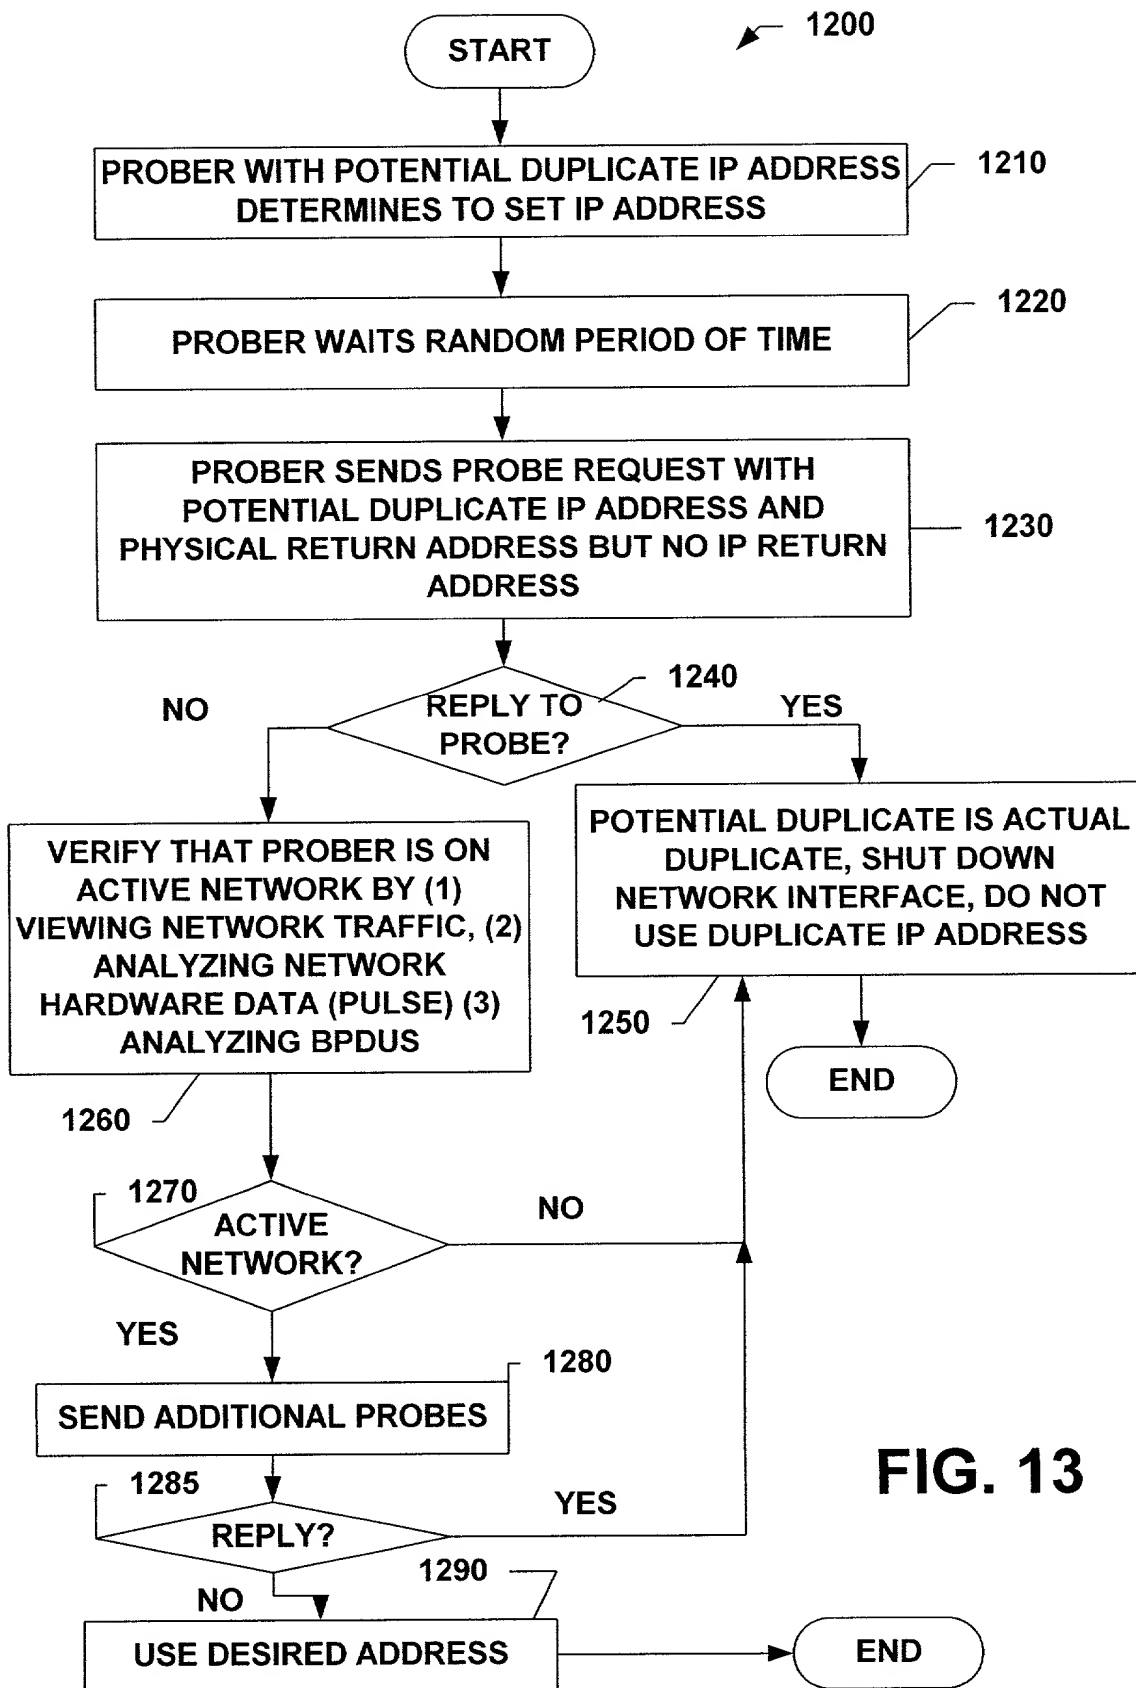 START
1200
PROBER WITH POTENTIAL DUPLICATE IP ADDRESS
DETERMINES TO SET IP ADDRESS
1210
PROBER WAITS RANDOM PERIOD OF TIME
1220
PROBER SENDS PROBE REQUEST WITH
POTENTIAL DUPLICATE IP ADDRESS AND
PHYSICAL RETURN ADDRESS BUT NO IP RETURN
ADDRESS
1230
REPLY TO
PROBE?
1240
NO
YES
VERIFY THAT PROBER IS ON
ACTIVE NETWORK BY (1)
VIEWING NETWORK TRAFFIC, (2)
ANALYZING NETWORK
HARDWARE DATA (PULSE) (3)
ANALYZING BPDUS
1260
POTENTIAL DUPLICATE IS ACTUAL
DUPLICATE, SHUT DOWN
NETWORK INTERFACE, DO NOT
USE DUPLICATE IP ADDRESS
1250
END
1270
ACTIVE
NETWORK?
NO
YES
1280
SEND ADDITIONAL PROBES
1285
REPLY?
YES
NO
1290
USE DESIRED ADDRESS
END
FIG. 13